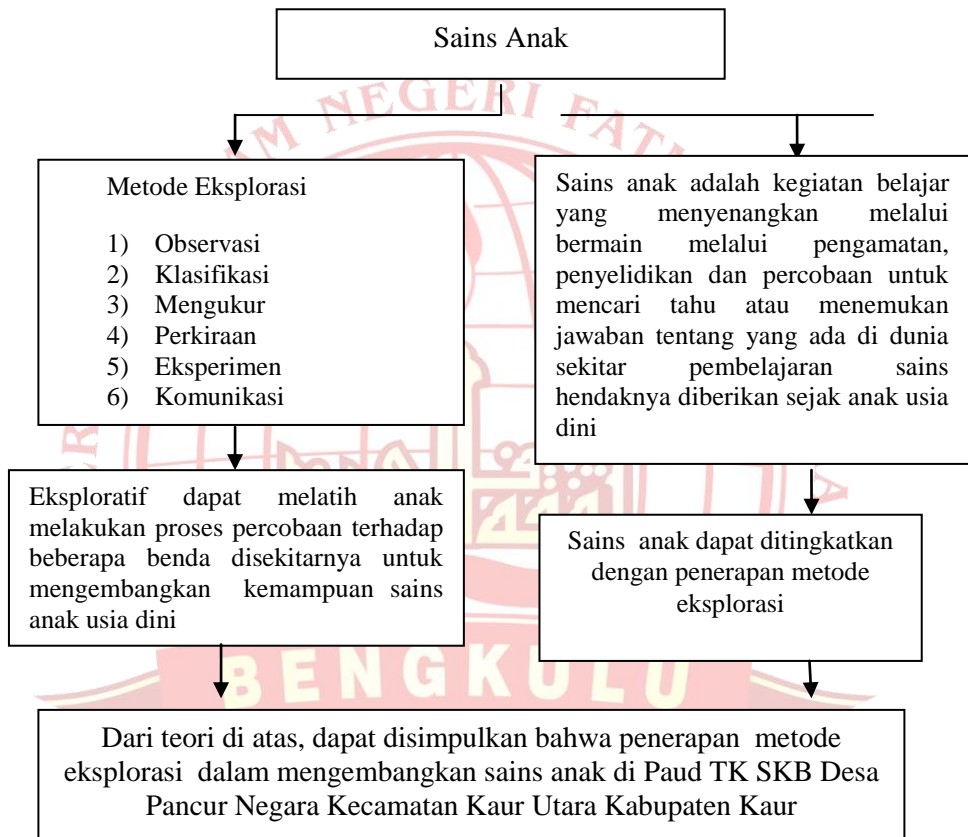 Sains Anak
Metode Eksplorasi
1) Observasi
2) Klasifikasi
3) Mengukur
4) Perkiraan
5) Eksperimen
6) Komunikasi
Sains anak adalah kegiatan belajar
yang menyenangkan melalui
bermain melalui pengamatan,
penyelidikan dan percobaan untuk
mencari tahu atau menemukan
jawaban tentang yang ada di dunia
sekitar pembelajaran sains
hendaknya diberikan sejak anak usia
dini
Eksploratif dapat melatih anak
melakukan proses percobaan terhadap
beberapa benda disekitarnya untuk
mengembangkan kemampuan sains
anak usia dini
Sains anak dapat ditingkatkan
dengan penerapan metode
eksplorasi
Dari teori di atas, dapat disimpulkan bahwa penerapan metode
eksplorasi dalam mengembangkan sains anak di Paud TK SKB Desa
Pancur Negara Kecamatan Kaur Utara Kabupaten Kaur
NEGERI
BENGKULU